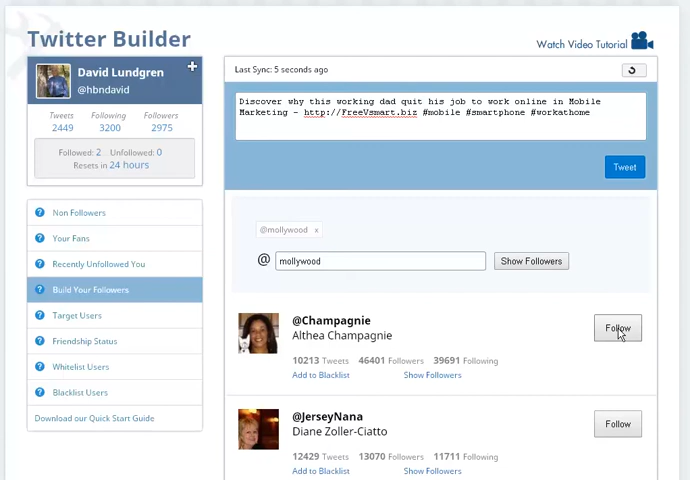 Twitter Builder
Watch Video Tutorial
David Lundgren
@hbndavid
Tweets Following Followers
2449 3200 2975
Followed: 2 Unfollowed: 0
Resets in 24 hours
Non Followers
Your Fans
Recently Unfollowed You
Build Your Followers
Target Users
Friendship Status
Whitelist Users
Blacklist Users
Download our Quick Start Guide
Last Sync: 5 seconds ago
Discover why this working dad quit his job to work online in Mobile
Marketing - http://FreeVsmart.biz #mobile #smartphone #workathome
Tweet
@mollywood x
@ mollywood Show Followers
@Champagnie
Althea Champagnie
Follow
10213 Tweets 46401 Followers 39691 Following
Add to Blacklist Show Followers
@JerseyNana
Diane Zoller-Ciatto
Follow
12429 Tweets 13070 Followers 11711 Following
Add to Blacklist Show Followers